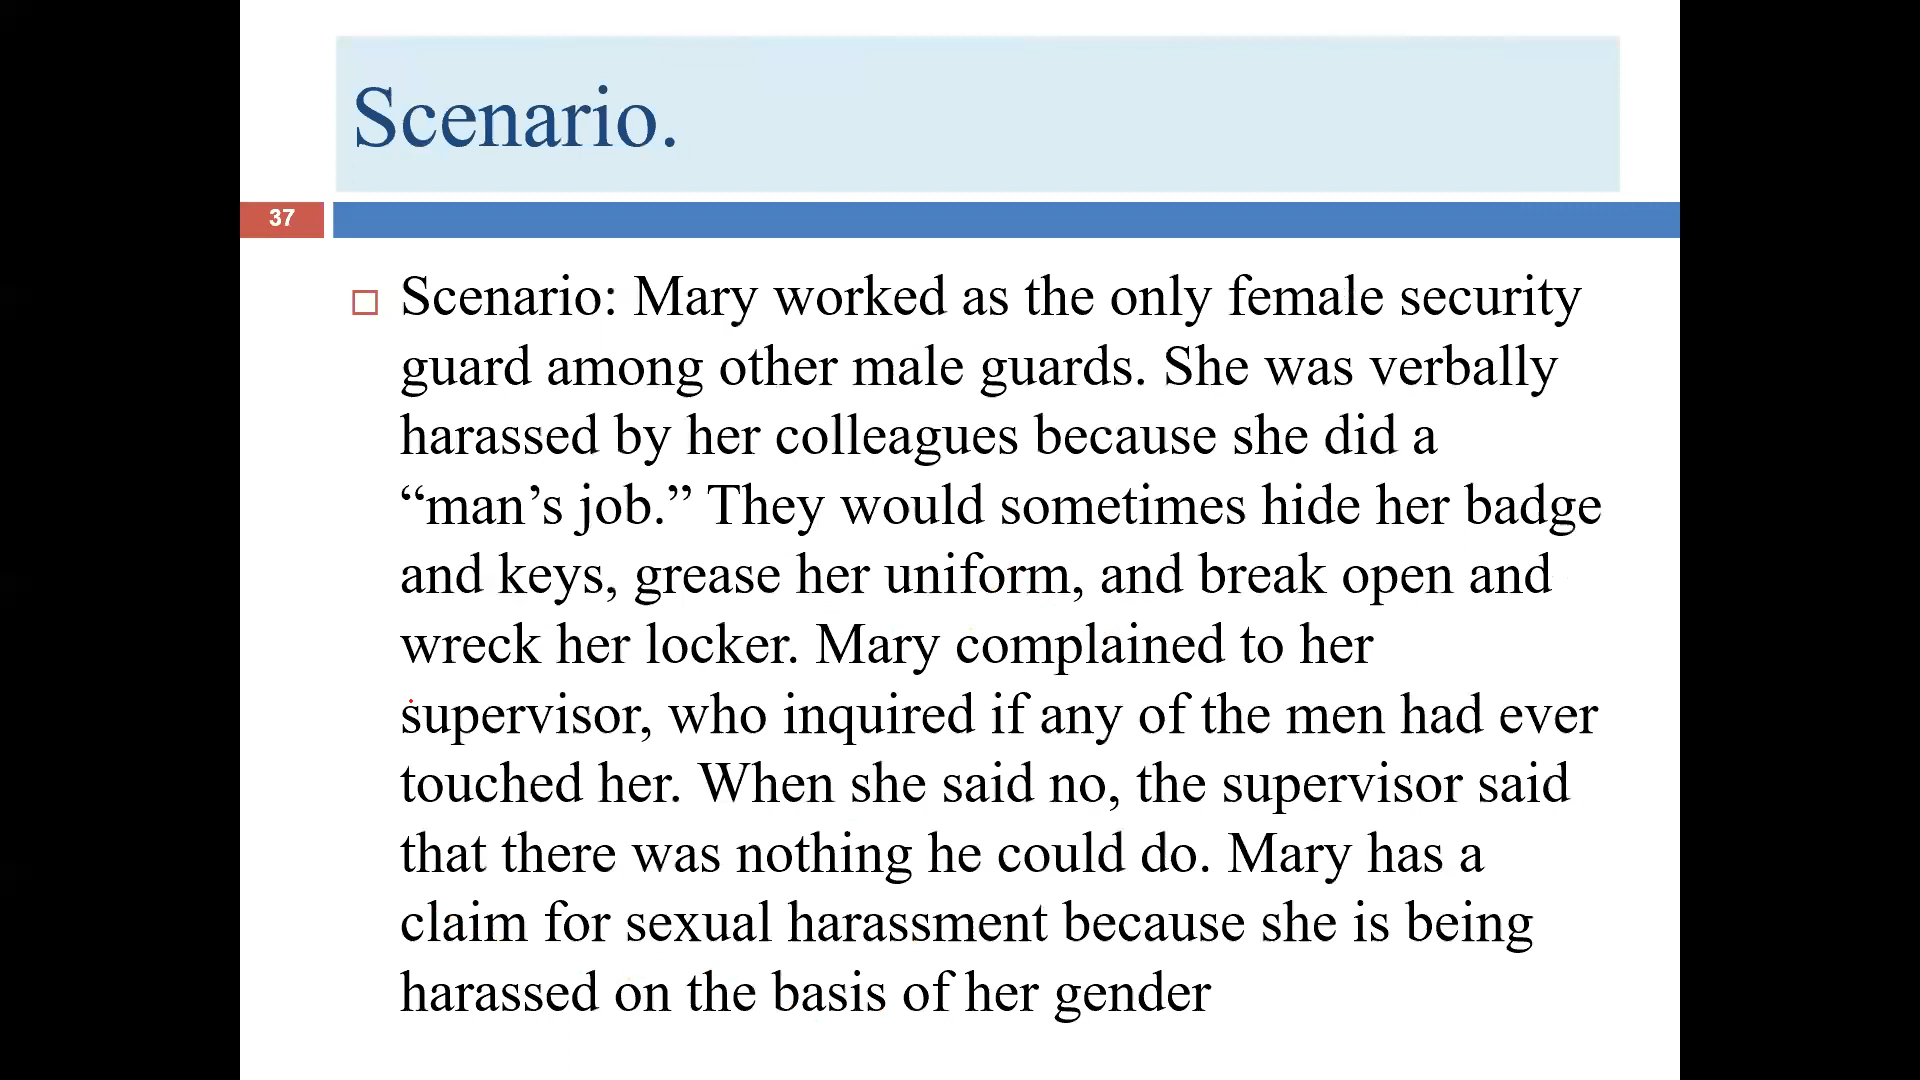 Scenario.
37
Scenario: Mary worked as the only female security
guard among other male guards. She was verbally
harassed by her colleagues because she did a
“man’s job.” They would sometimes hide her badge
and keys, grease her uniform, and break open and
wreck her locker. Mary complained to her
supervisor, who inquired if any of the men had ever
touched her. When she said no, the supervisor said
that there was nothing he could do. Mary has a
claim for sexual harassment because she is being
harassed on the basis of her gender